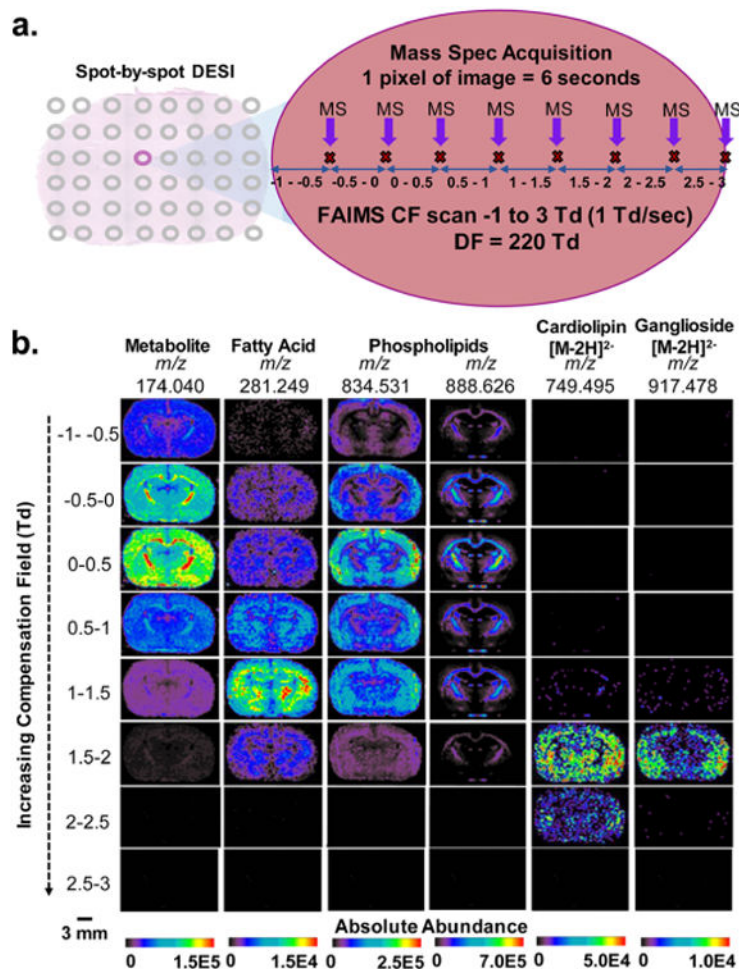 a.
Spot-by-spot DESI
Mass Spec Acquisition
1 pixel of image = 6 seconds
MS MS MS MS MS MS MS MS
-1 - -0.5 -0.5 - 0 0 - 0.5 0.5 - 1 1 - 1.5 1.5 - 2 2 - 2.5 2.5 - 3
FAIMS CF scan -1 to 3 Td (1 Td/sec)
DF = 220 Td
b.
Metabolite Fatty Acid Phospholipids Cardiolipin Ganglioside
[M-2H]²⁻ [M-2H]²⁻
m/z m/z m/z m/z m/z m/z
174.040 281.249 834.531 888.626 749.495 917.478
Increasing Compensation Field (Td)
-1- -0.5
-0.5-0
0-0.5
0.5-1
1-1.5
1.5-2
2-2.5
2.5-3
3 mm
Absolute Abundance
0 1.5E5 0 1.5E4 0 2.5E5 0 7.0E5 0 5.0E4 0 1.0E4